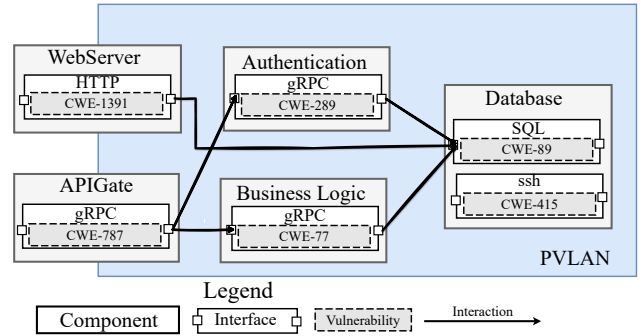 WebServer
HTTP
CWE-1391
Authentication
gRPC
CWE-289
Database
SQL
CWE-89
ssh
CWE-415
APIGate
gRPC
CWE-787
Business Logic
gRPC
CWE-77
PVLAN
Legend
Component
Interface
Vulnerability
Interaction